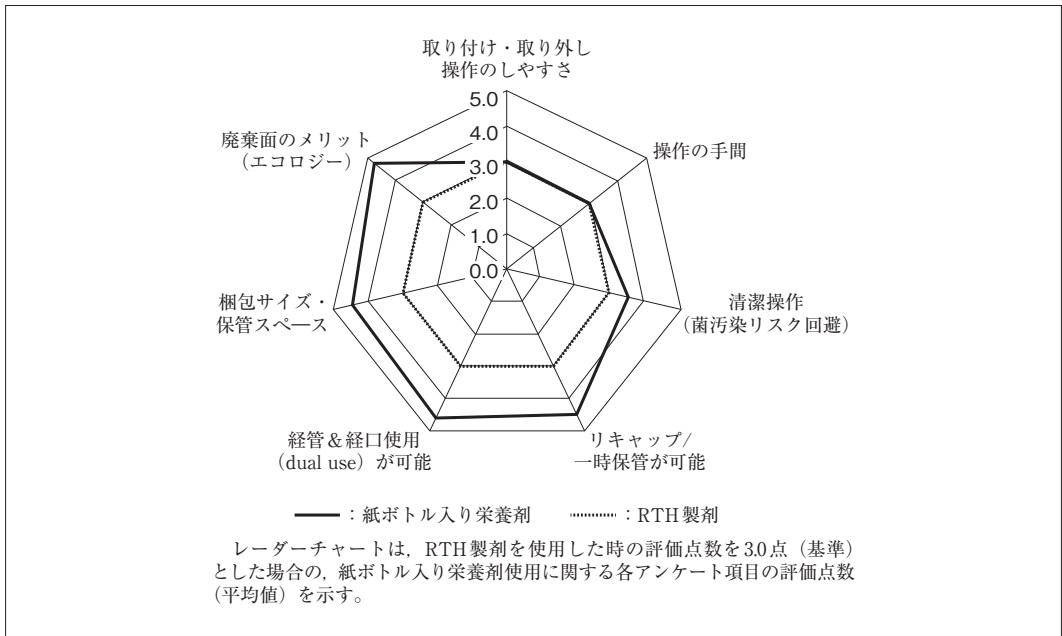 取り付け・取り外し
操作のしやすさ
5.0
4.0
3.0
2.0
1.0
0.0
廃棄面のメリット
（エコロジー）
操作の手間
梱包サイズ・
保管スペース
清潔操作
（菌汚染リスク回避）
経管＆経口使用
（dual use）が可能
リキャップ/
一時保管が可能
：紙ボトル入り栄養剤
：RTH製剤
レーダーチャートは，RTH製剤を使用した時の評価点数を3.0点（基準）
とした場合の，紙ボトル入り栄養剤使用に関する各アンケート項目の評価点数
（平均値）を示す。